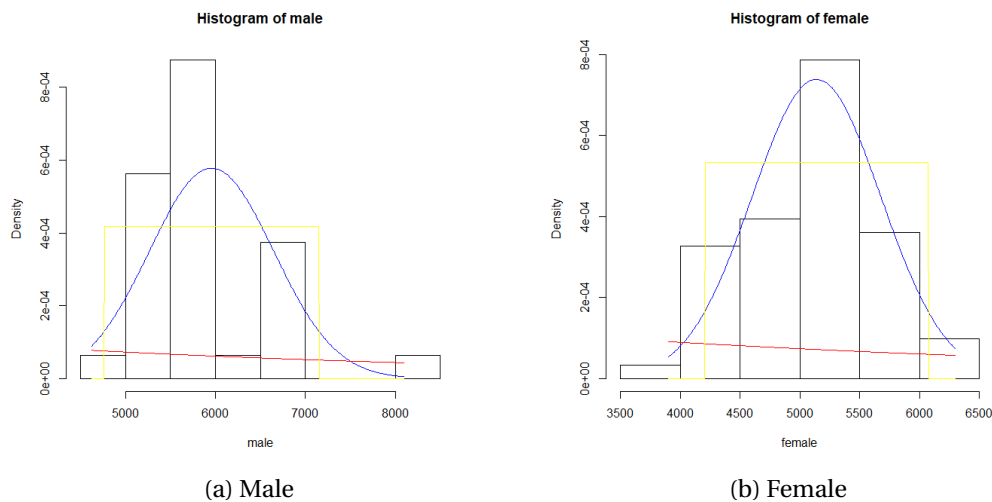 Histogram of male
Density
0e+00 2e-04 4e-04 6e-04 8e-04
5000 6000 7000 8000
male
(a) Male
Histogram of female
Density
0e+00 2e-04 4e-04 6e-04 8e-04
3500 4000 4500 5000 5500 6000 6500
female
(b) Female